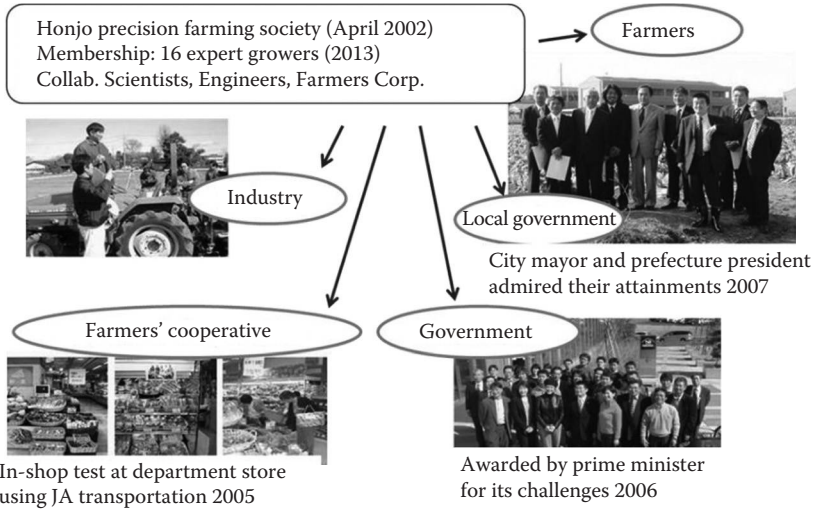 Honjo precision farming society (April 2002)
Membership: 16 expert growers (2013)
Collab. Scientists, Engineers, Farmers Corp.
Farmers
Industry
Local government
City mayor and prefecture president
admired their attainments 2007
Farmers' cooperative
Government
In-shop test at department store
using JA transportation 2005
Awarded by prime minister
for its challenges 2006